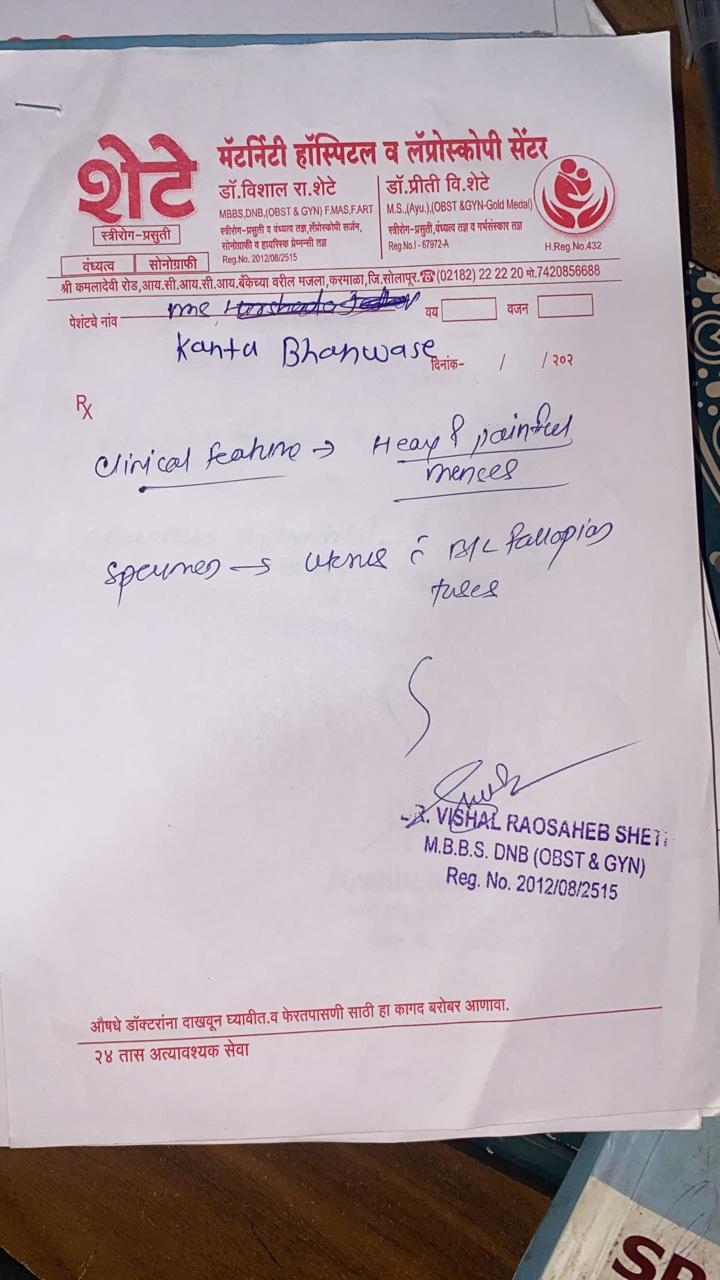 शेटे
स्त्रीरोग-प्रसुती
वंध्यत्व सोनोग्राफी
मॅटर्निटी हॉस्पिटल व लॅप्रोस्कोपी सेंटर
डॉ.विशाल रा.शेटे
MBBS,DNB,(OBST & GYN) F.MAS,F.ART
स्त्रीरोग-प्रसुती व वंध्यत्व तज्ञ,लॅप्रोस्कोपी सर्जन,
सोनोग्राफी व हायरिस्क प्रेग्नन्सी तज्ञ
Reg.No. 2012/08/2515
डॉ.प्रीती वि.शेटे
M.S.,(Ayu.),(OBST &GYN-Gold Medal)
स्त्रीरोग-प्रसुती,वंध्यत्व तज्ञ व गर्भसंस्कार तज्ञ
Reg.No.I - 67972-A
H.Reg.No.432
श्री कमलादेवी रोड,आय.सी.आय.सी.आय.बँकेच्या वरील मजला,करमाळा,जि.सोलापूर.☎(02182) 22 22 20 मो.7420856688
पेशंटचे नांव वय वजन
Kanta Bhanwase
दिनांक- / / २०२
Rx
Clinical feature → Heavy & painful
mences
uterus c̄ B/L fallopian
tubes
VISHAL RAOSAHEB SHET
M.B.B.S. DNB (OBST & GYN)
Reg. No. 2012/08/2515
औषधे डॉक्टरांना दाखवून घ्यावीत.व फेरतपासणी साठी हा कागद बरोबर आणावा.
२४ तास अत्यावश्यक सेवा